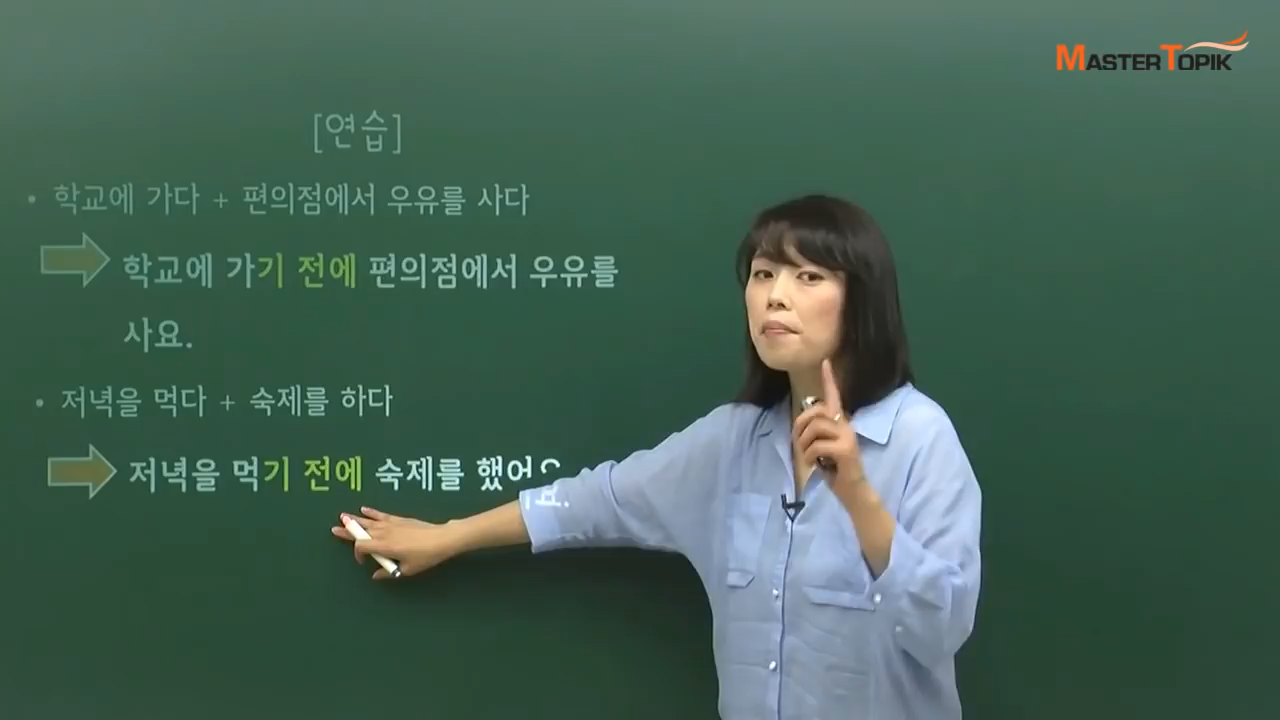 MASTERTOPIK
[연습]
• 학교에 가다 + 편의점에서 우유를 사다
학교에 가기 전에 편의점에서 우유를
사요.
• 저녁을 먹다 + 숙제를 하다
저녁을 먹기 전에 숙제를 했어요.